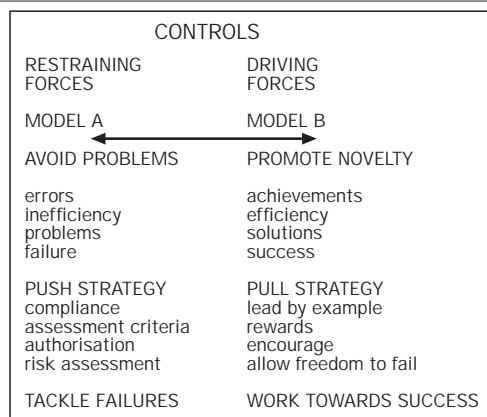 CONTROLS
RESTRAINING DRIVING
FORCES FORCES
MODEL A MODEL B
AVOID PROBLEMS PROMOTE NOVELTY
errors achievements
inefficiency efficiency
problems solutions
failure success
PUSH STRATEGY PULL STRATEGY
compliance lead by example
assessment criteria rewards
authorisation encourage
risk assessment allow freedom to fail
TACKLE FAILURES WORK TOWARDS SUCCESS